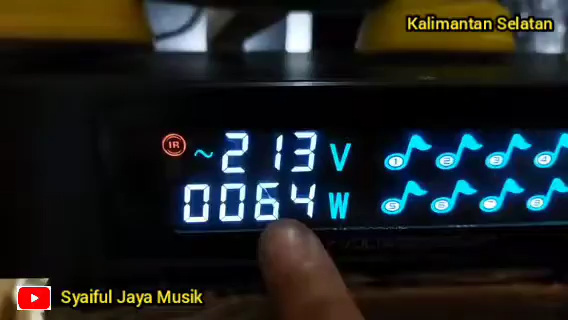 Kalimantan Selatan
IR ~ 213 V
1 2 3 4
0064 W
5 6 7 8
Syaiful Jaya Musik